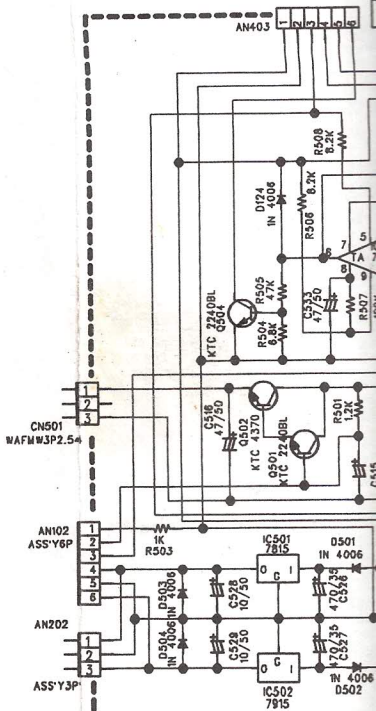 AN403
1 2 3 4 5 6
R508
8.2K
D124
1N 4006
8.2K
R506
5
7
6
TA
8
9
KTC 2240BL
Q504
R505
47K
R504
6.8K
C533
47/50
R507
1
2
3
CN501
WAFMW3P2.54
C516
47/50
Q502
KTC 4370
Q501
KTC 2240BL
R501
1.2K
AN102
ASS'Y6P
1
2
3
4
5
6
1K
R503
D503
1N 4006
D504
1N 4006
C528
10/50
C529
10/50
IC501
7815
O I
G
G
O I
IC502
7915
D501
1N 4006
470/35
C526
470/35
C527
1N 4006
D502
AN202
ASS'Y3P
1
2
3